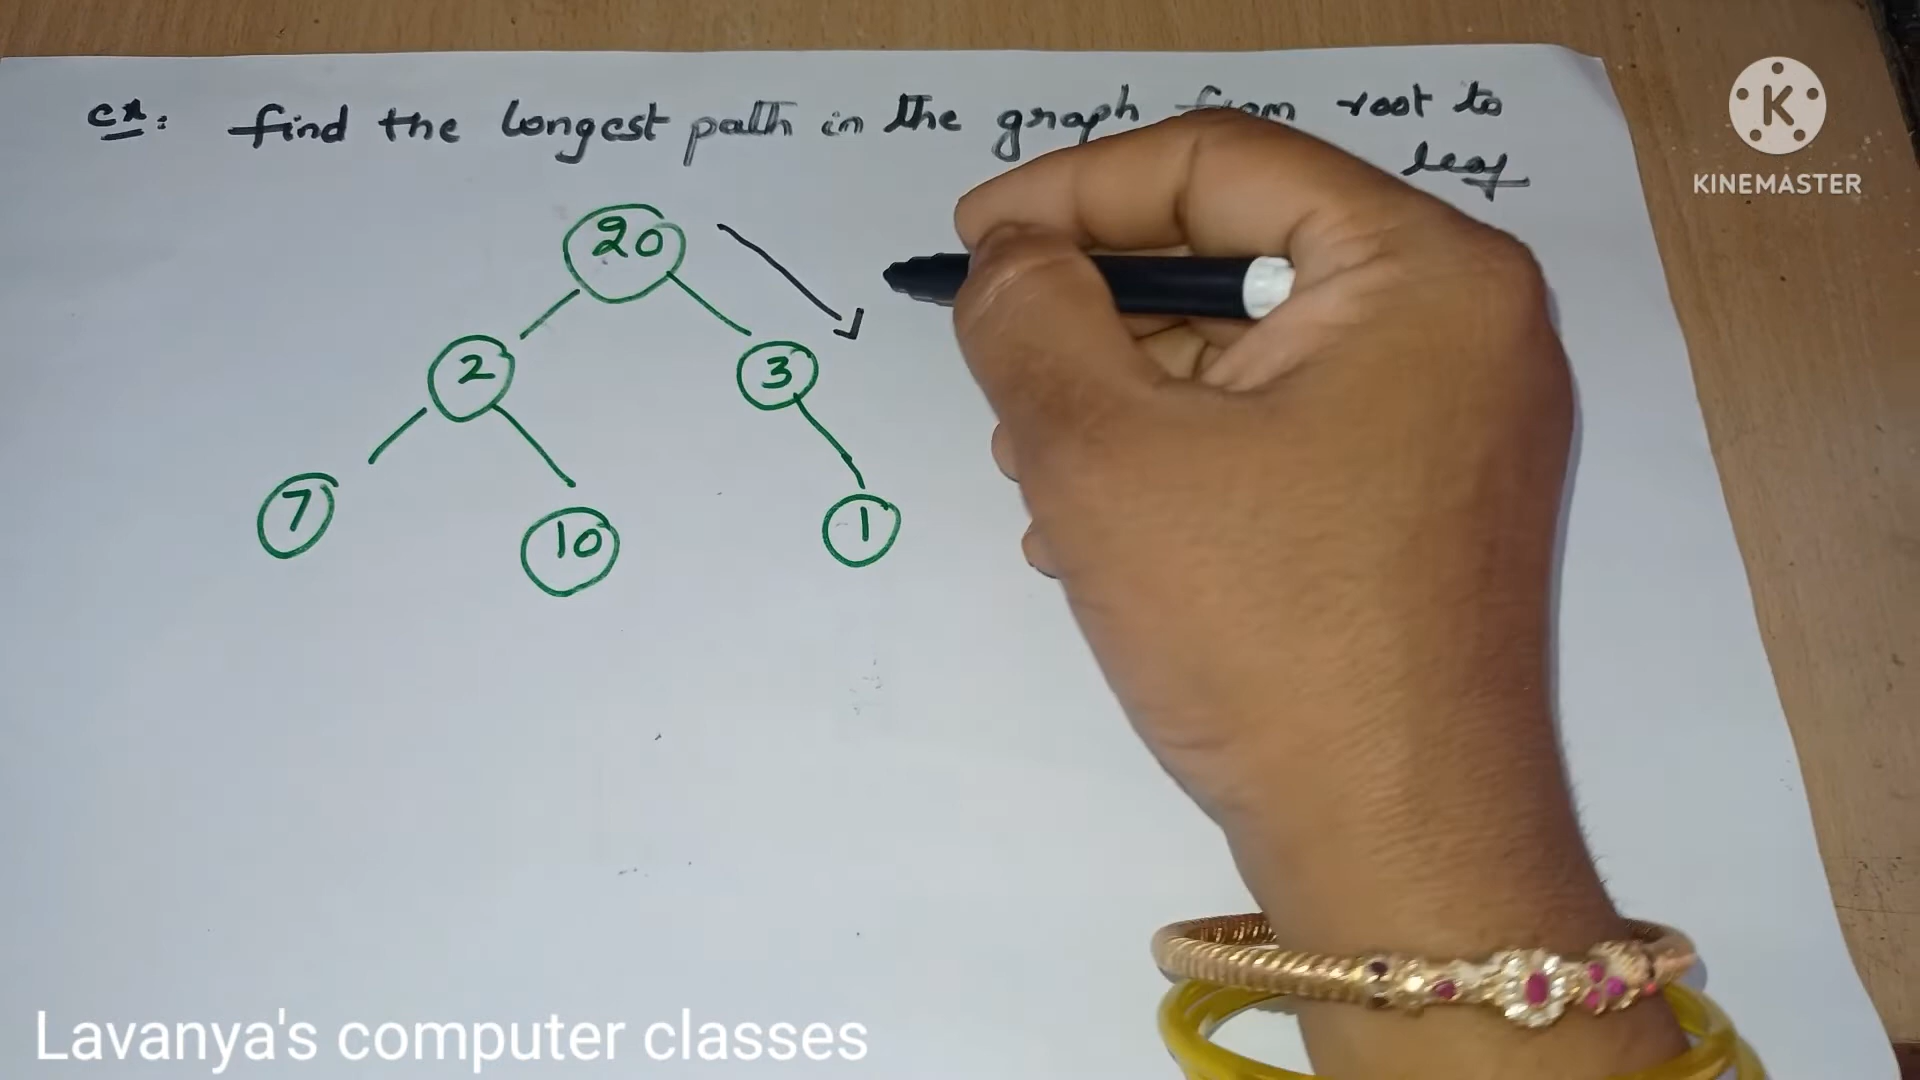 ex: find the longest path in the graph from root to
leaf
K
KINEMASTER
20
2
3
7
10
1
Lavanya's computer classes